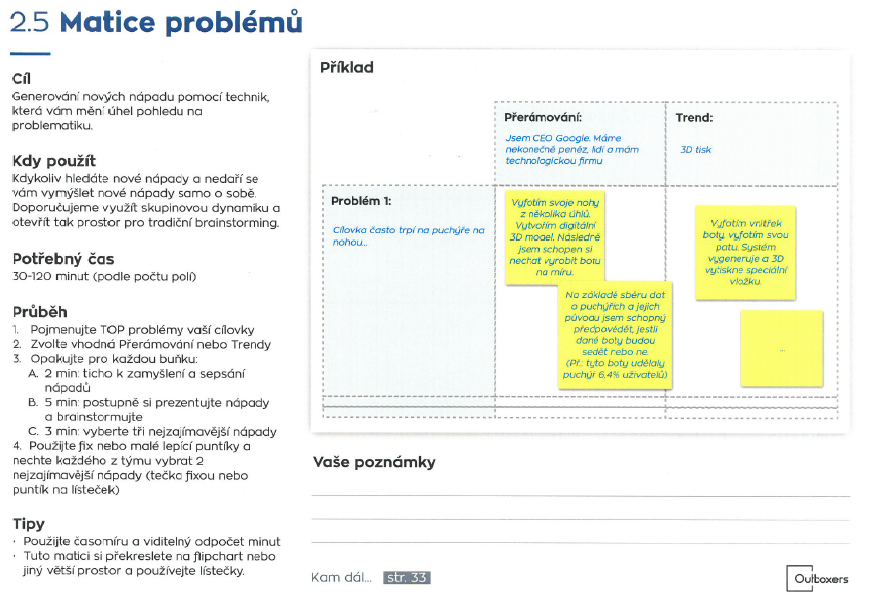 2.5 Matice problémů
Cíl
Generování nových nápadu pomocí technik,
která vám mění úhel pohledu na
problematiku.
Kdy použít
Kdykoliv hledáte nové nápady a nedaří se
vám vymýšlet nové nápady samo o sobě.
Doporučujeme využít skupinovou dynamiku a
otevřít tak prostor pro tradiční brainstorming.
Potřebný čas
30-120 minut (podle počtu polí)
Průběh
1. Pojmenujte TOP problémy vaší cílovky
2. Zvolte vhodná Přerámování nebo Trendy
3. Opakujte pro každou buňku:
A. 2 min: ticho k zamyšlení a sepsání
nápadů
B. 5 min: postupně si prezentujte nápady
a brainstormujte
C. 3 min: vyberte tři nejzajímavější nápady
4. Použijte fix nebo malé lepící puntíky a
nechte každého z týmu vybrat 2
nejzajímavější nápady (tečka fixou nebo
puntík na lísteček)
Tipy
· Použijte časomíru a viditelný odpočet minut
· Tuto matici si překreslete na flipchart nebo
jiný větší prostor a používejte lístečky.
Příklad
Přerámování:
Jsem CEO Google. Máme
nekonečně peněz, lidí a mám
technologickou firmu
Trend:
3D tisk
Problém 1:
Cílovka často trpí na puchýře na
nohou...
Vyfotím svoje nohy
z několika úhlů.
Vytvořím digitální
3D model. Následně
jsem schopen si
nechat vyrobit botu
na míru.
Na základě sběru dat
o puchýřích a jejich
původu jsem schopný
předpovědět, jestli
dané boty budou
sedět nebo ne.
(Př.: tyto boty udělaly
puchýř 6,4% uživatelů)
Vyfotím vnitřek
boty, vyfotím svou
patu. Systém
vygeneruje a 3D
vytiskne speciální
vložku.
...
Vaše poznámky
Kam dál... str. 33
Outboxers